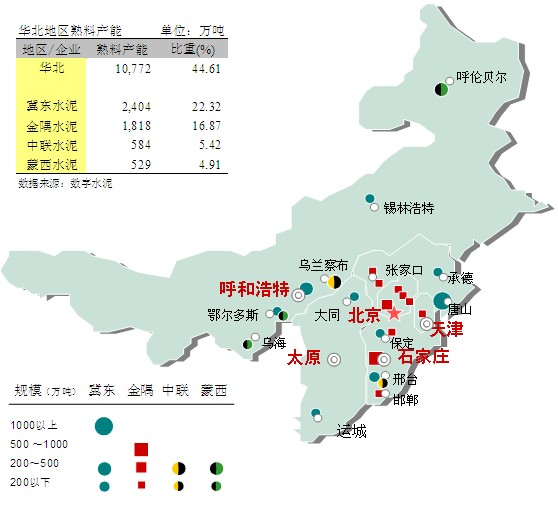 华北地区熟料产能 单位：万吨
地区/企业 熟料产能 比重(%)
华北 10,772 44.61
冀东水泥 2,404 22.32
金隅水泥 1,818 16.87
中联水泥 584 5.42
蒙西水泥 529 4.91
数据来源：数字水泥
呼伦贝尔
锡林浩特
乌兰察布
张家口
承德
呼和浩特
鄂尔多斯
大同
北京
唐山
天津
乌海
保定
太原
石家庄
邢台
邯郸
运城
规模（万吨） 冀东 金隅 中联 蒙西
1000以上
500～1000
200～500
200以下